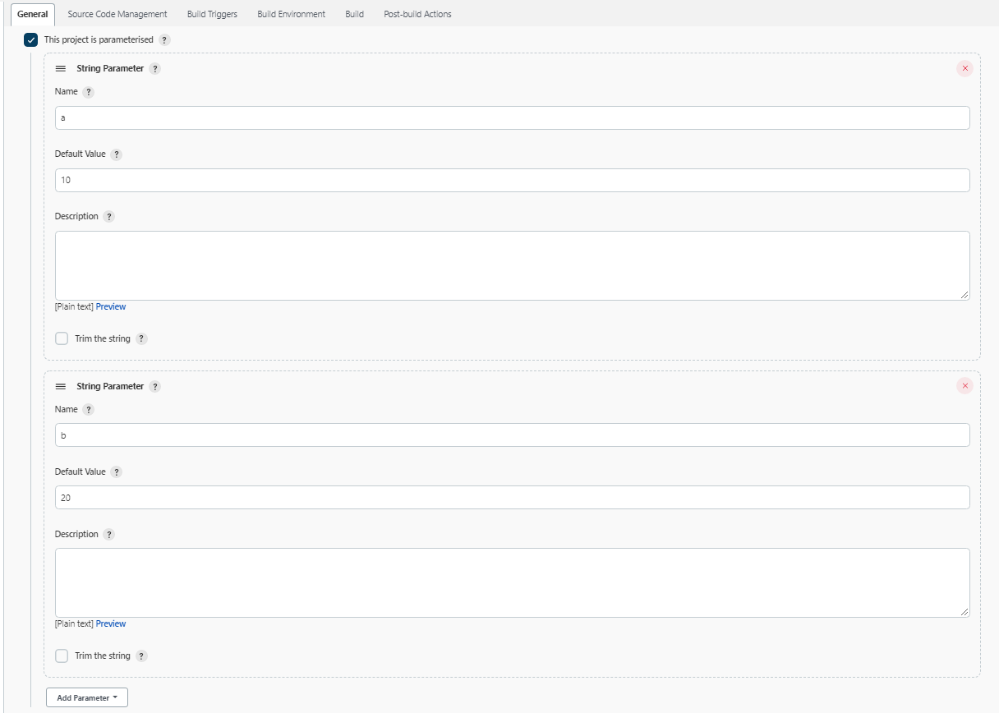 General Source Code Management Build Triggers Build Environment Build Post-build Actions
This project is parameterised ?
String Parameter ?
Name ?
a
Default Value ?
10
Description ?
[Plain text] Preview
Trim the string ?
String Parameter ?
Name ?
b
Default Value ?
20
Description ?
[Plain text] Preview
Trim the string ?
Add Parameter